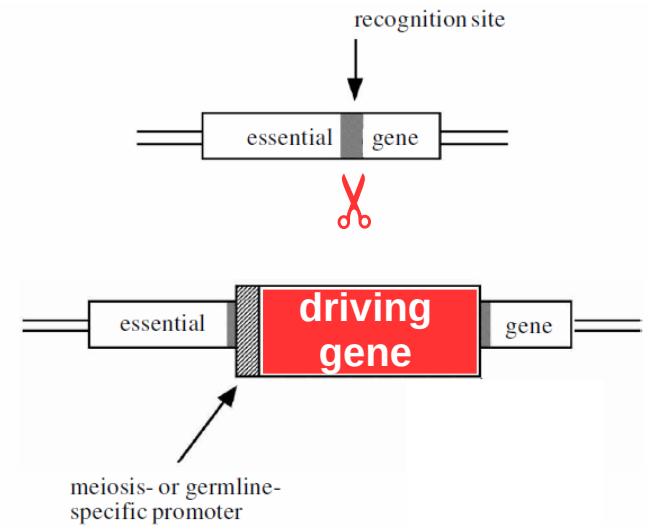 recognition site
essential gene
driving
gene
essential gene
meiosis- or germline-
specific promoter